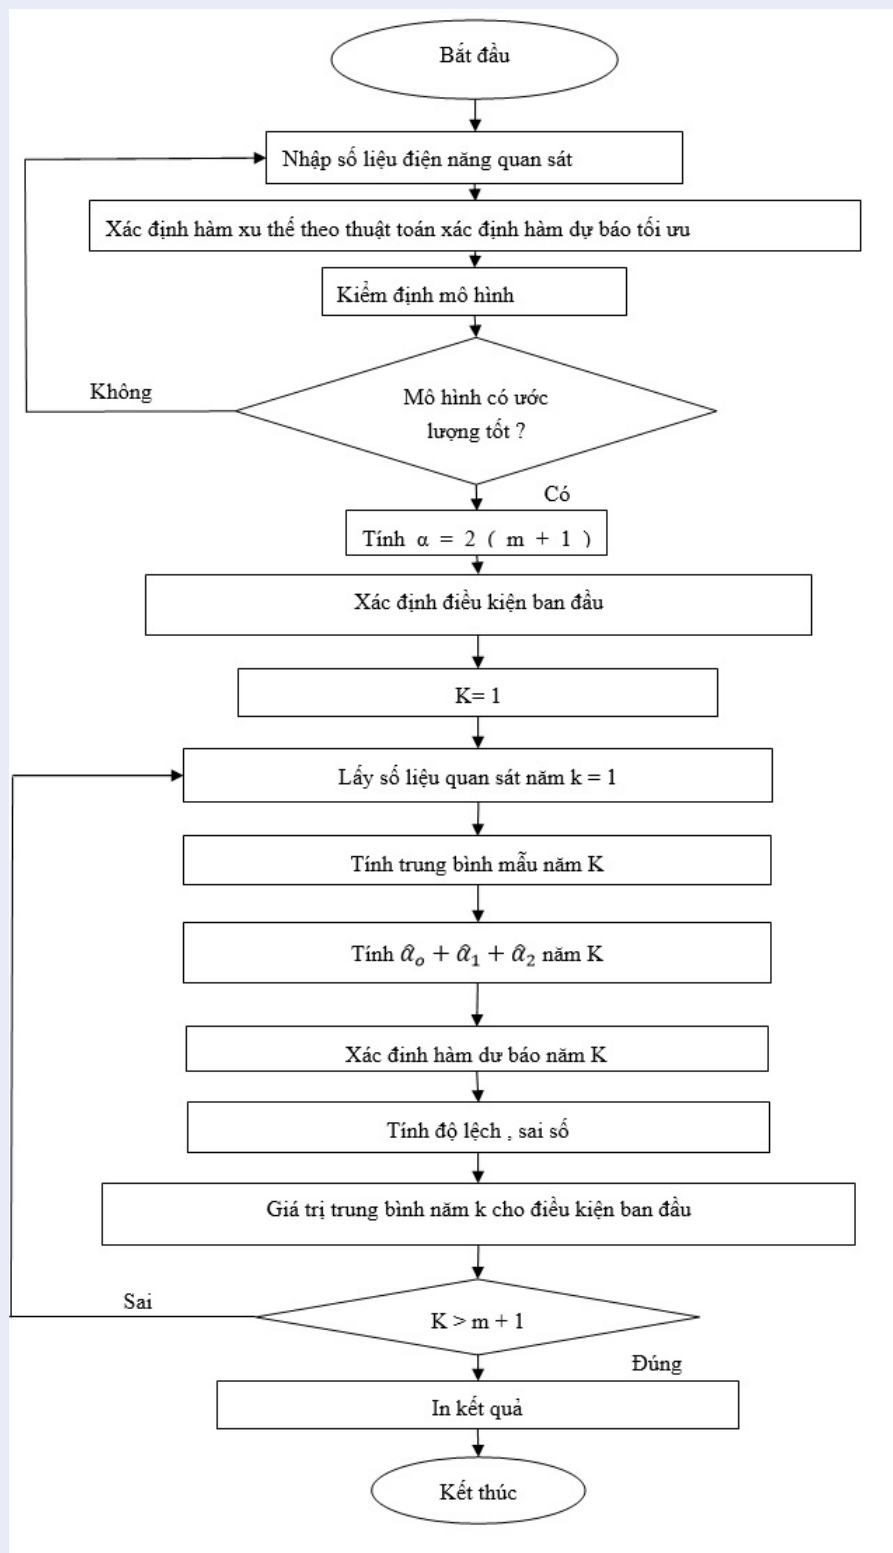 Bắt đầu
Nhập số liệu điện năng quan sát
Xác định hàm xu thế theo thuật toán xác định hàm dự báo tối ưu
Kiểm định mô hình
Không
Mô hình có ước
lượng tốt ?
Có
Tính α = 2 ( m + 1 )
Xác định điều kiện ban đầu
K= 1
Lấy số liệu quan sát năm k = 1
Tính trung bình mẫu năm K
Tính α̂ₒ + α̂₁ + α̂₂ năm K
Xác đinh hàm dư báo năm K
Tính độ lệch , sai số
Giá trị trung bình năm k cho điều kiện ban đầu
Sai
K > m + 1
Đúng
In kết quả
Kết thúc